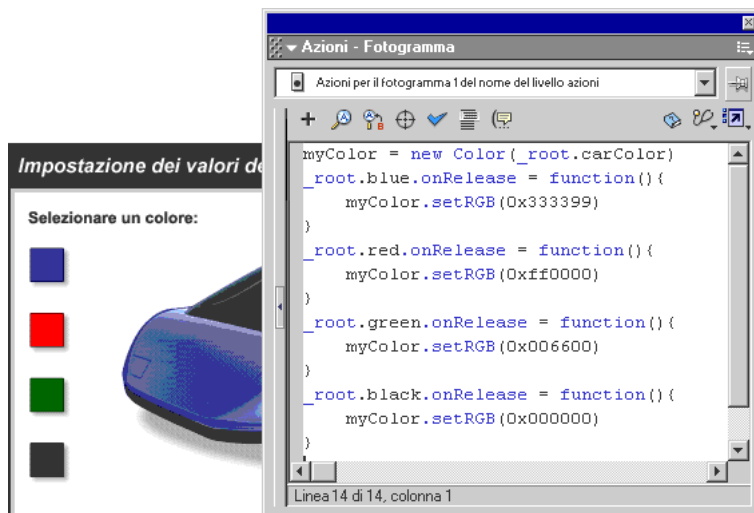 Azioni - Fotogramma
Azioni per il fotogramma 1 del nome del livello azioni
Impostazione dei valori de
Selezionare un colore:
myColor = new Color(_root.carColor)
_root.blue.onRelease = function(){
myColor.setRGB(0x333399)
}
_root.red.onRelease = function(){
myColor.setRGB(0xff0000)
}
_root.green.onRelease = function(){
myColor.setRGB(0x006600)
}
_root.black.onRelease = function(){
myColor.setRGB(0x000000)
}
Linea 14 di 14, colonna 1